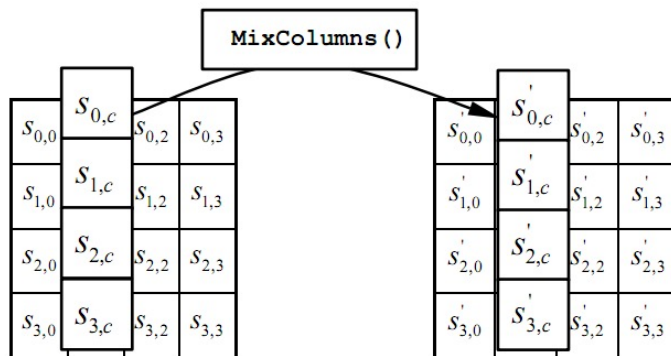 MixColumns()
s0,0 s0,c s0,2 s0,3 s'0,0 s'0,c s'0,2 s'0,3
s1,0 s1,c s1,2 s1,3 s'1,0 s'1,c s'1,2 s'1,3
s2,0 s2,c s2,2 s2,3 s'2,0 s'2,c s'2,2 s'2,3
s3,0 s3,c s3,2 s3,3 s'3,0 s'3,c s'3,2 s'3,3